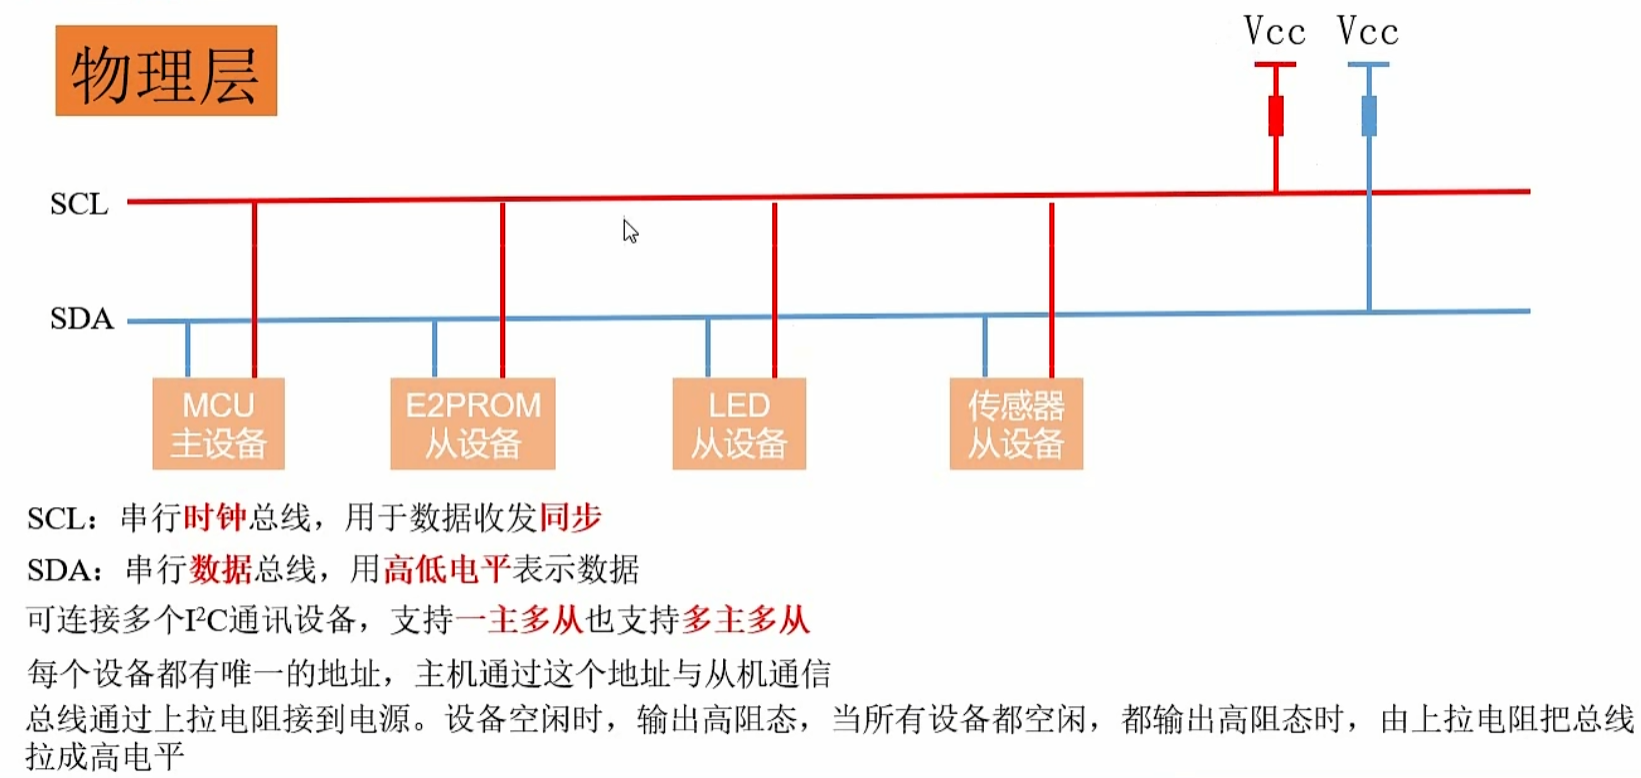 物理层
Vcc Vcc
SCL
SDA
MCU
主设备
E2PROM
从设备
LED
从设备
传感器
从设备
SCL：串行时钟总线，用于数据收发同步
SDA：串行数据总线，用高低电平表示数据
可连接多个I²C通讯设备，支持一主多从也支持多主多从
每个设备都有唯一的地址，主机通过这个地址与从机通信
总线通过上拉电阻接到电源。设备空闲时，输出高阻态，当所有设备都空闲，都输出高阻态时，由上拉电阻把总线
拉成高电平